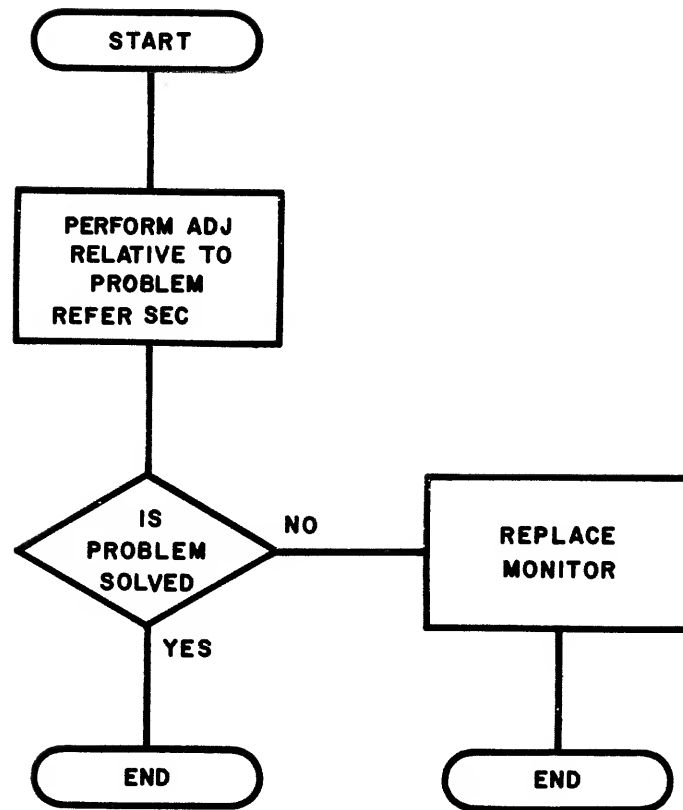 START
PERFORM ADJ
RELATIVE TO
PROBLEM
REFER SEC
IS
PROBLEM
SOLVED
NO
YES
REPLACE
MONITOR
END
END